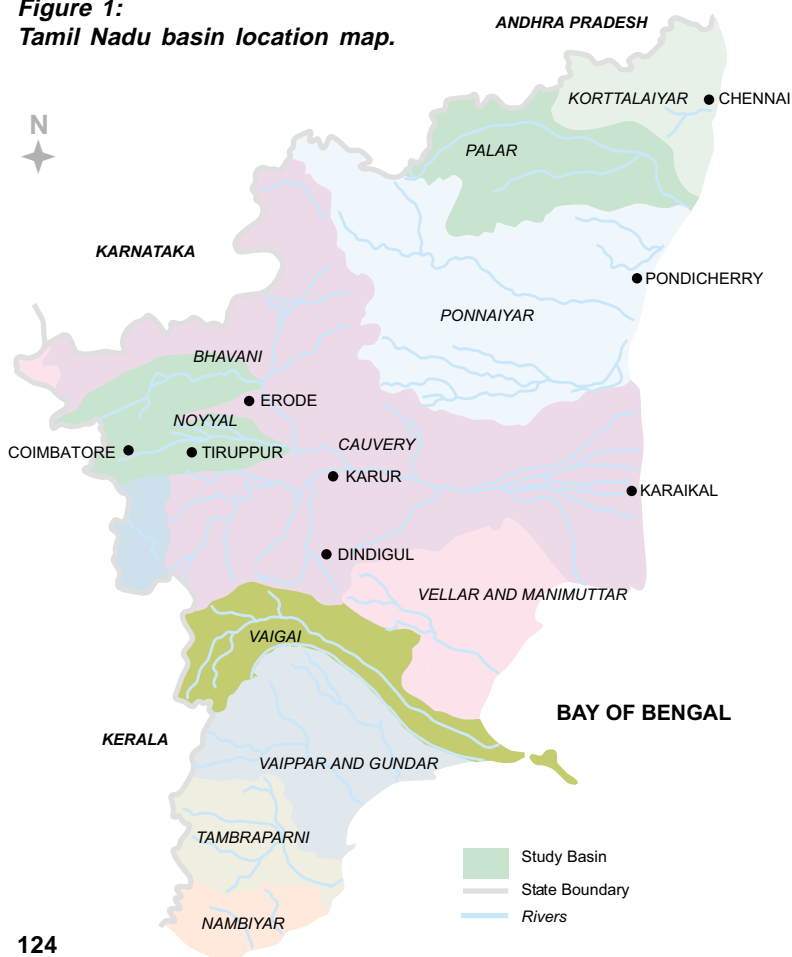 Figure 1:
Tamil Nadu basin location map.
ANDHRA PRADESH
KORTTALAIYAR
CHENNAI
N
PALAR
KARNATAKA
PONDICHERRY
PONNAIYAR
BHAVANI
ERODE
NOYYAL
CAUVERY
COIMBATORE
TIRUPPUR
KARUR
KARAIKAL
DINDIGUL
VELLAR AND MANIMUTTAR
VAIGAI
BAY OF BENGAL
KERALA
VAIPPAR AND GUNDAR
TAMBRAPARNI
Study Basin
State Boundary
Rivers
NAMBIYAR
124